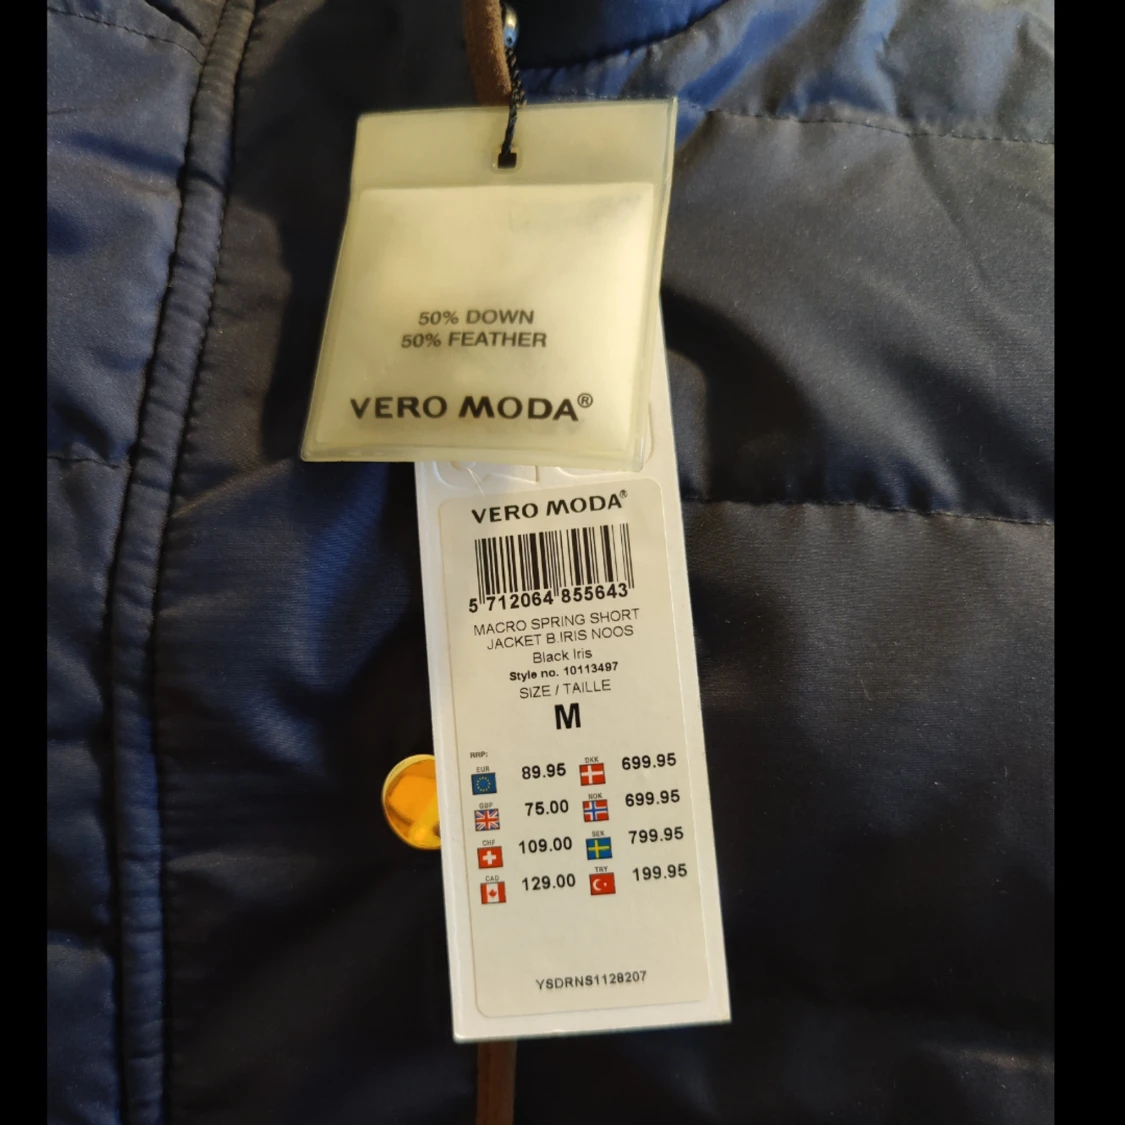 50% DOWN
50% FEATHER
VERO MODA®
VERO MODA®
5 712064 855643
MACRO SPRING SHORT
JACKET B.IRIS NOOS
Black Iris
Style no. 10113497
SIZE / TAILLE
M
RRP:
EUR 89.95 DKK 699.95
GBP 75.00 NOK 699.95
CHF 109.00 SEK 799.95
CAD 129.00 TRY 199.95
YSDRNS1128207